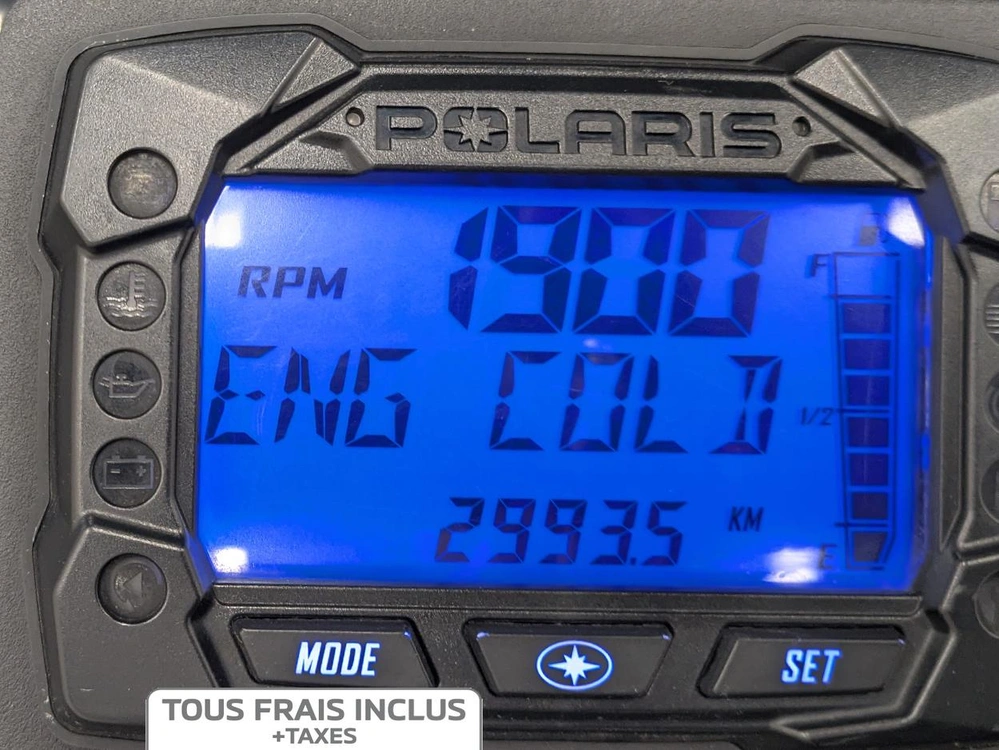 POLARIS
RPM 1900
F
ENG COLD
1/2
2993.5 KM
E
MODE SET
TOUS FRAIS INCLUS
+TAXES